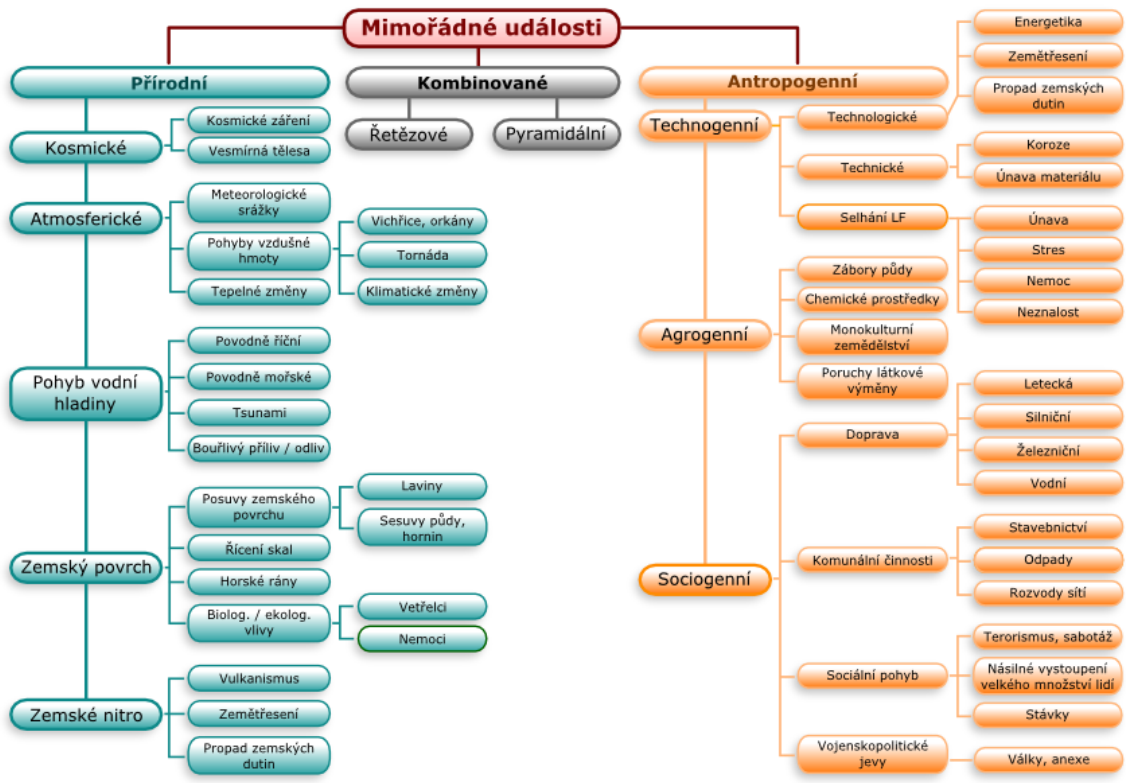 Mimořádné události
Přírodní
Kosmické
Kosmické záření
Vesmírná tělesa
Atmosferické
Meteorologické
srážky
Pohyby vzdušné
hmoty
Vichřice, orkány
Tornáda
Klimatické změny
Tepelné změny
Pohyb vodní
hladiny
Povodně říční
Povodně mořské
Tsunami
Bouřlivý příliv / odliv
Zemský povrch
Posuvy zemského
povrchu
Laviny
Sesuvy půdy,
hornin
Řícení skal
Horské rány
Biolog. / ekolog.
vlivy
Vetřelci
Nemoci
Zemské nitro
Vulkanismus
Zemětřesení
Propad zemských
dutin
Kombinované
Řetězové
Pyramidální
Antropogenní
Technogenní
Technologické
Energetika
Zemětřesení
Propad zemských
dutin
Technické
Koroze
Únava materiálu
Selhání LF
Únava
Stres
Nemoc
Neznalost
Agrogenní
Zábory půdy
Chemické prostředky
Monokulturní
zemědělství
Poruchy látkové
výměny
Sociogenní
Doprava
Letecká
Silniční
Železniční
Vodní
Komunální činnosti
Stavebnictví
Odpady
Rozvody sítí
Sociální pohyb
Terorismus, sabotáž
Násilné vystoupení
velkého množství lidí
Stávky
Vojenskopolitické
jevy
Války, anexe